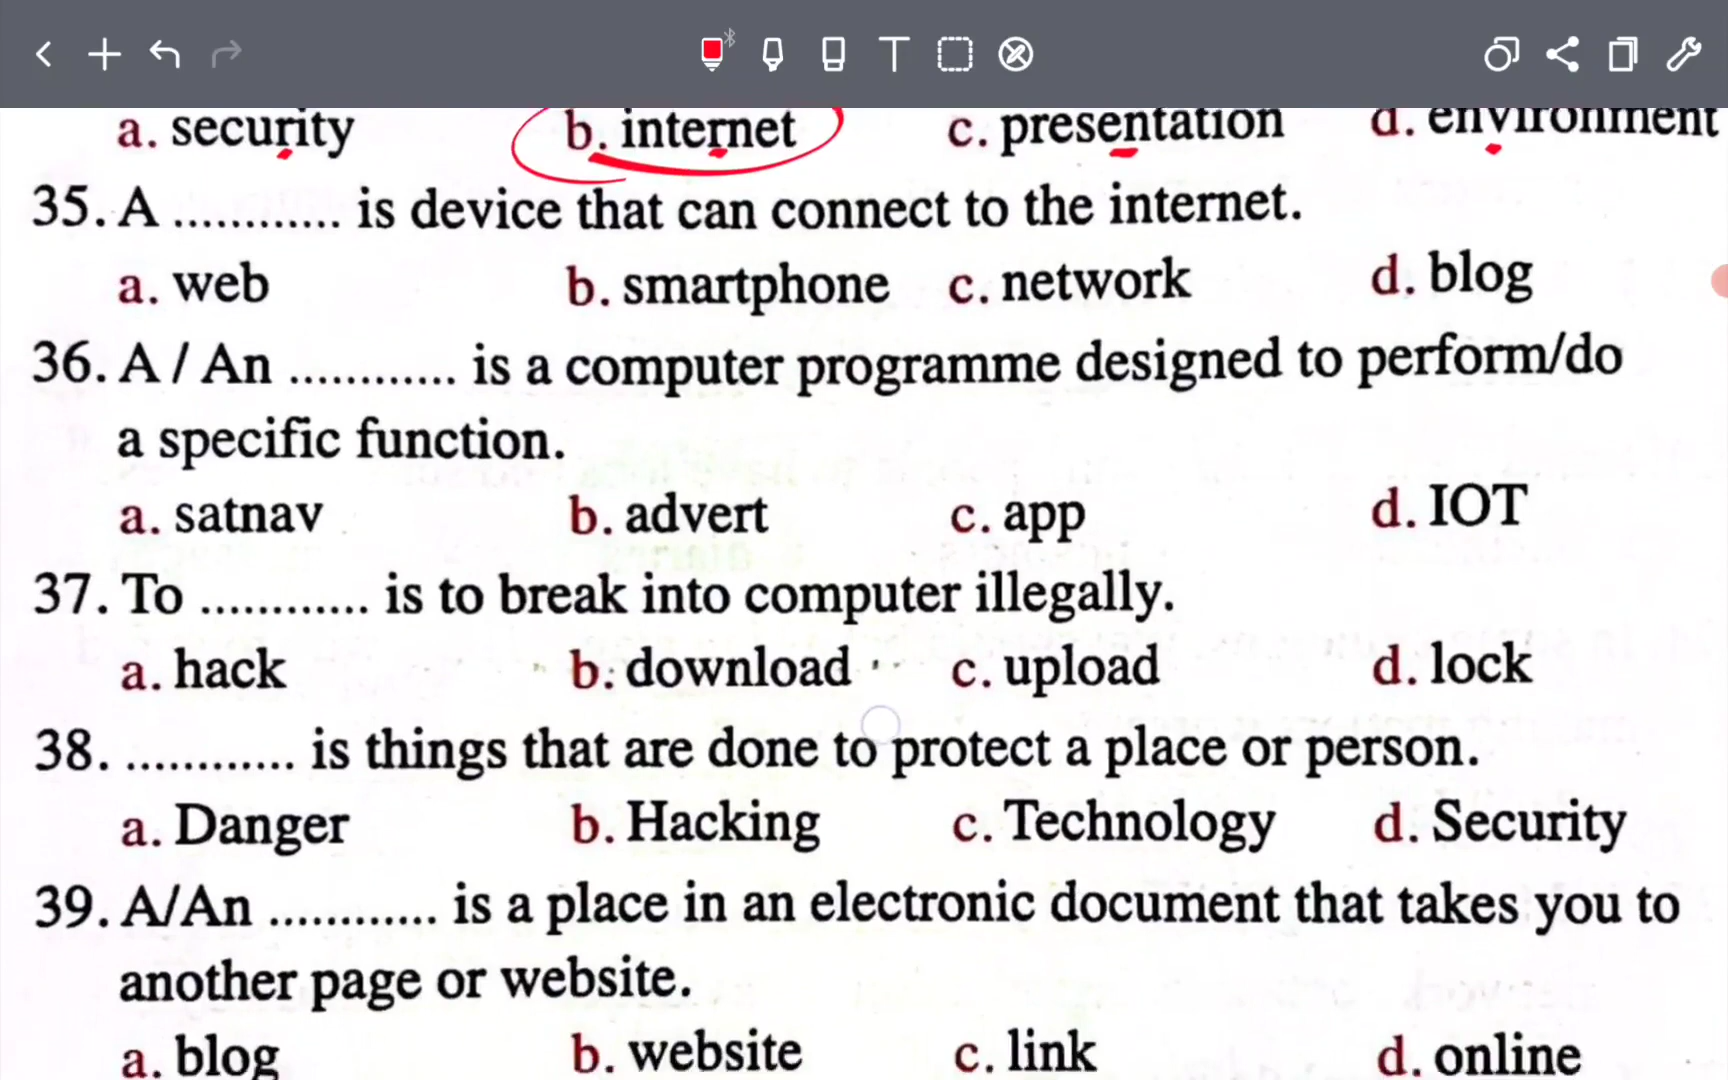 a. security b. internet c. presentation d. environment
35. A ............ is device that can connect to the internet.
a. web b. smartphone c. network d. blog
36. A / An ............ is a computer programme designed to perform/do
a specific function.
a. satnav b. advert c. app d. IOT
37. To ............ is to break into computer illegally.
a. hack b. download c. upload d. lock
38. ............ is things that are done to protect a place or person.
a. Danger b. Hacking c. Technology d. Security
39. A/An ............ is a place in an electronic document that takes you to
another page or website.
a. blog b. website c. link d. online